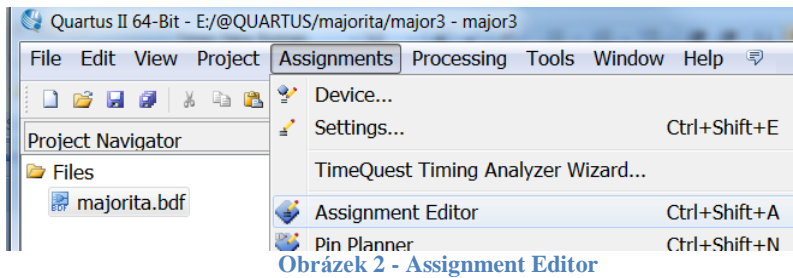 Quartus II 64-Bit - E:/@QUARTUS/majorita/major3 - major3
File Edit View Project Assignments Processing Tools Window Help
Device...
Settings... Ctrl+Shift+E
Project Navigator
Files
TimeQuest Timing Analyzer Wizard...
majorita.bdf
Assignment Editor Ctrl+Shift+A
Pin Planner Ctrl+Shift+N
Obrázek 2 - Assignment Editor